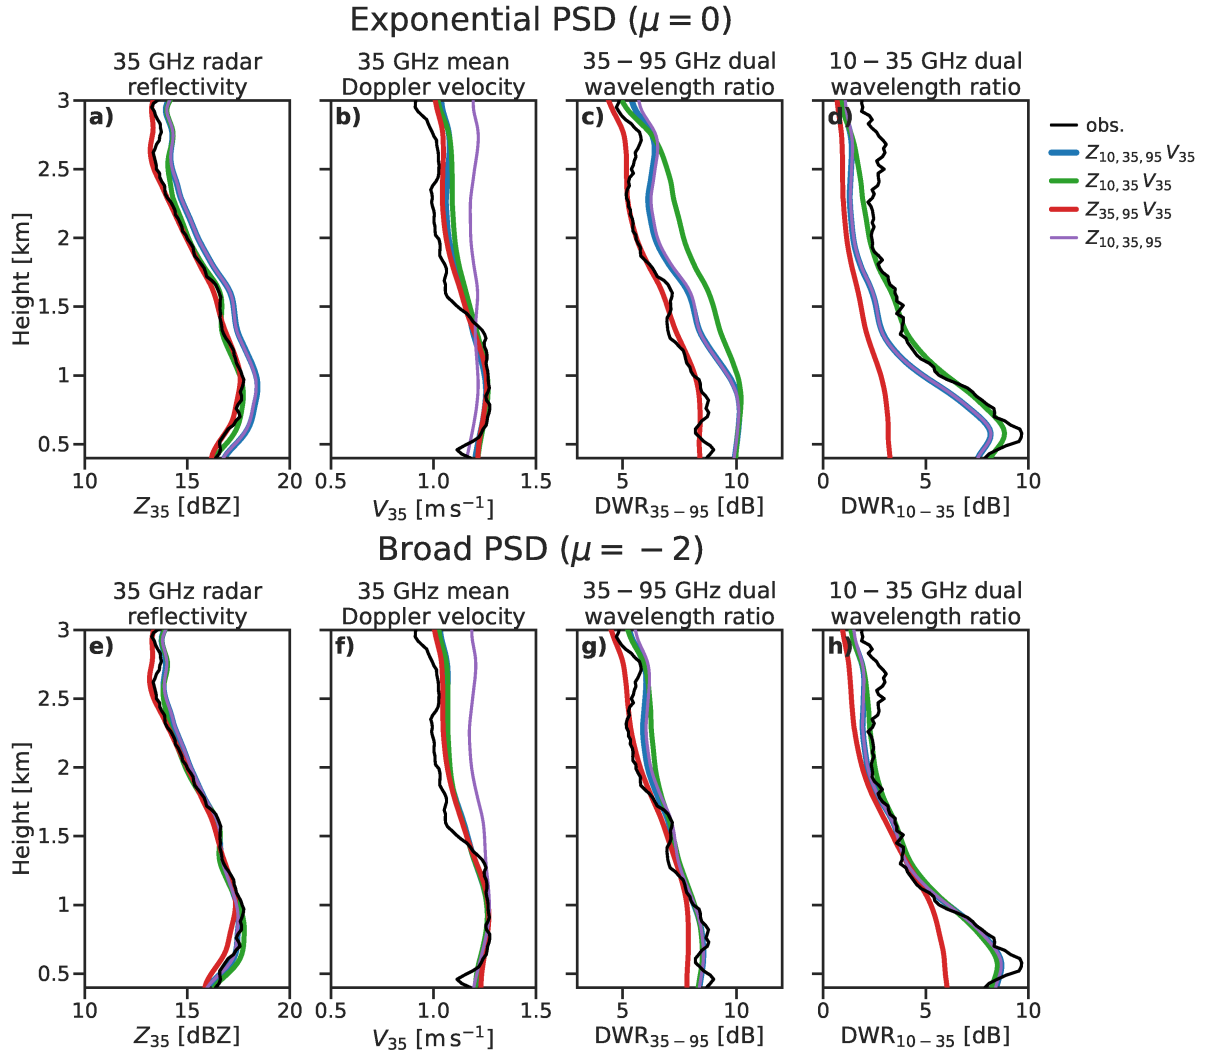 Exponential PSD (μ = 0)
35 GHz radar reflectivity
35 GHz mean Doppler velocity
35 − 95 GHz dual wavelength ratio
10 − 35 GHz dual wavelength ratio
a)
b)
c)
d)
obs.
Z10, 35, 95 V35
Z10, 35 V35
Z35, 95 V35
Z10, 35, 95
Height [km]
3
2.5
2
1.5
1
0.5
10 15 20
0.5 1.0 1.5
5 10
0 5 10
Z35 [dBZ]
V35 [m s−1]
DWR35 − 95 [dB]
DWR10 − 35 [dB]
Broad PSD (μ = − 2)
35 GHz radar reflectivity
35 GHz mean Doppler velocity
35 − 95 GHz dual wavelength ratio
10 − 35 GHz dual wavelength ratio
e)
f)
g)
h)
Height [km]
3
2.5
2
1.5
1
0.5
10 15 20
0.5 1.0 1.5
5 10
0 5 10
Z35 [dBZ]
V35 [m s−1]
DWR35 − 95 [dB]
DWR10 − 35 [dB]